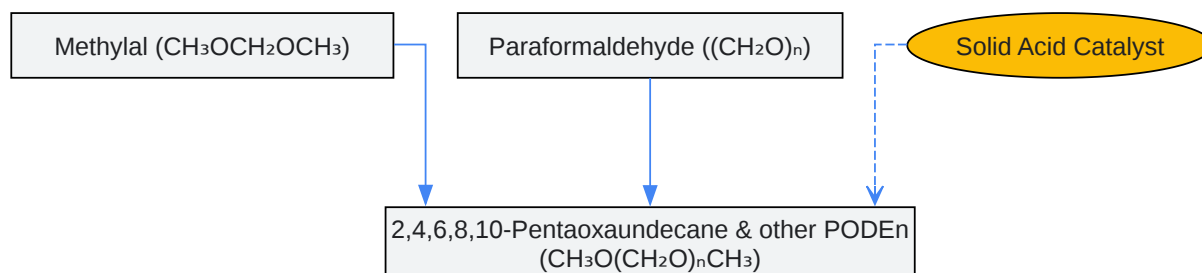 Methylal (CH₃OCH₂OCH₃)
Paraformaldehyde ((CH₂O)ₙ)
Solid Acid Catalyst
2,4,6,8,10-Pentaoxaundecane & other PODEn
(CH₃O(CH₂O)ₙCH₃)